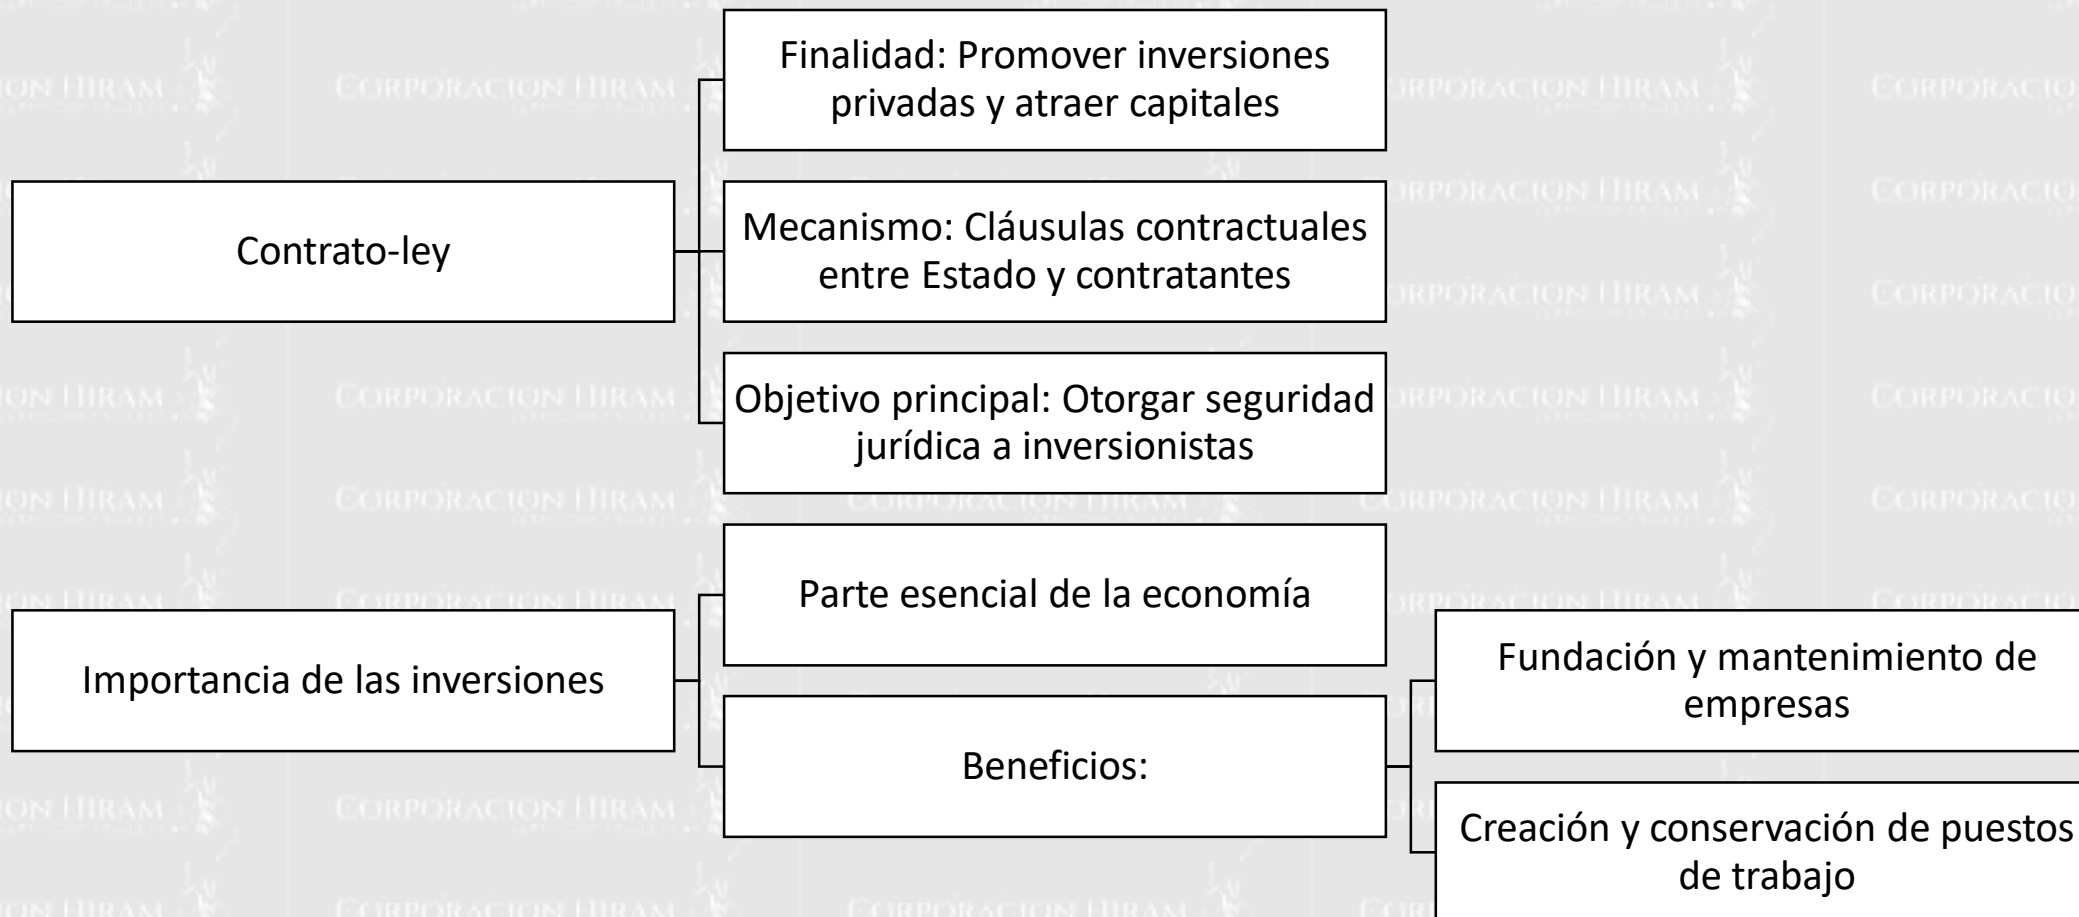 Finalidad: Promover inversiones
privadas y atraer capitales
Contrato-ley
Mecanismo: Cláusulas contractuales
entre Estado y contratantes
Objetivo principal: Otorgar seguridad
jurídica a inversionistas
Importancia de las inversiones
Parte esencial de la economía
Beneficios:
Fundación y mantenimiento de
empresas
Creación y conservación de puestos
de trabajo
CORPORACION HIRAM